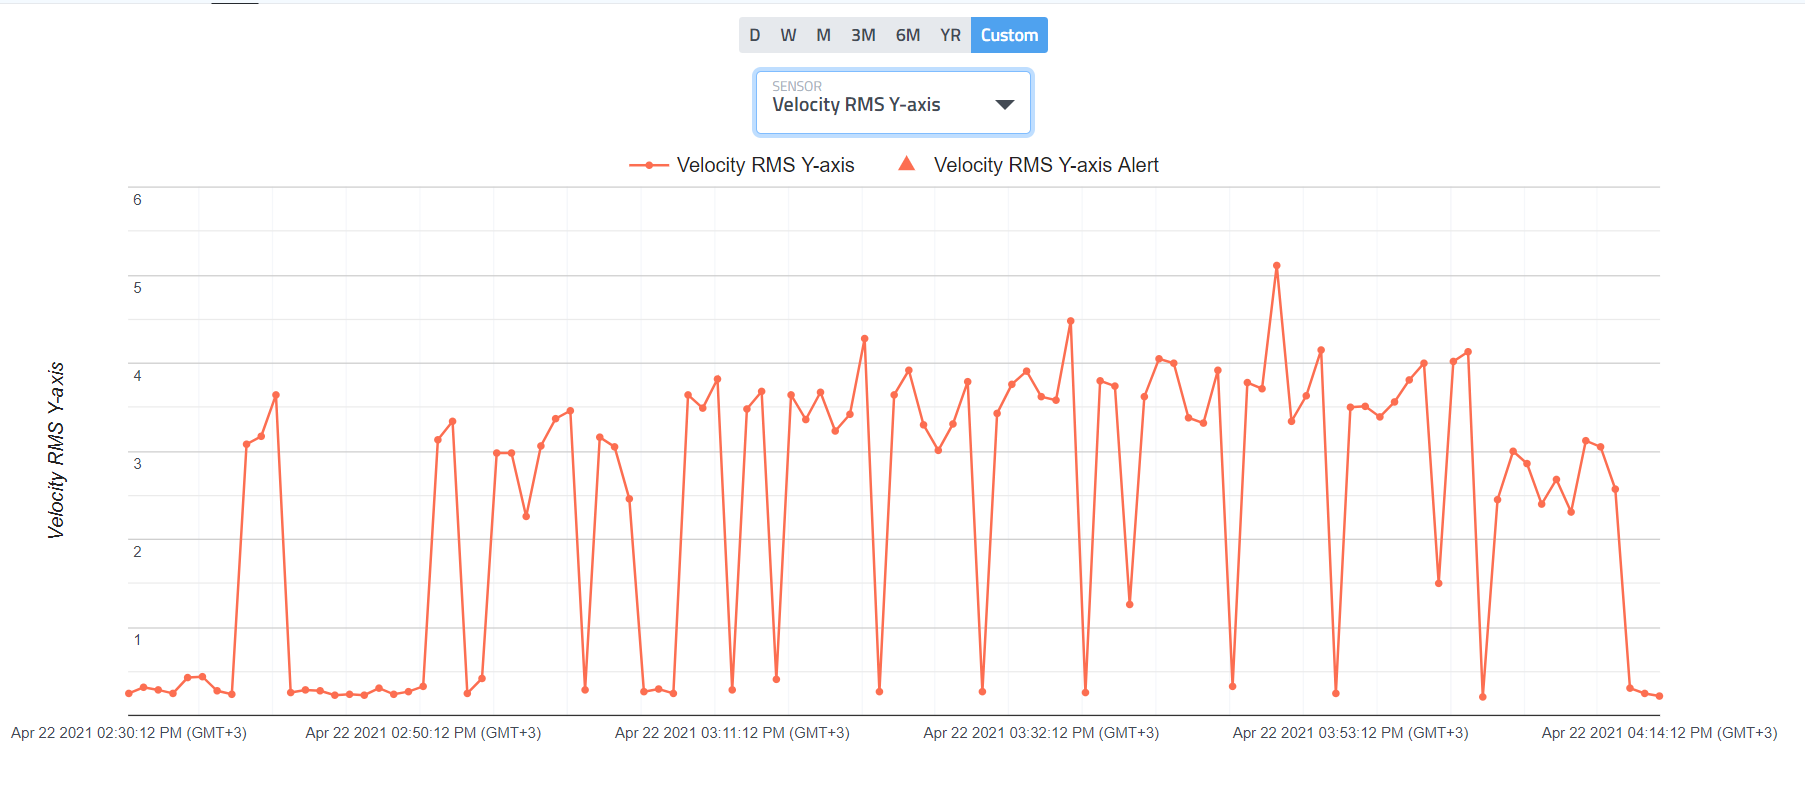 D W M 3M 6M YR Custom
SENSOR
Velocity RMS Y-axis
Velocity RMS Y-axis Velocity RMS Y-axis Alert
6
5
4
3
2
1
Velocity RMS Y-axis
Apr 22 2021 02:30:12 PM (GMT+3) Apr 22 2021 02:50:12 PM (GMT+3) Apr 22 2021 03:11:12 PM (GMT+3) Apr 22 2021 03:32:12 PM (GMT+3) Apr 22 2021 03:53:12 PM (GMT+3) Apr 22 2021 04:14:12 PM (GMT+3)